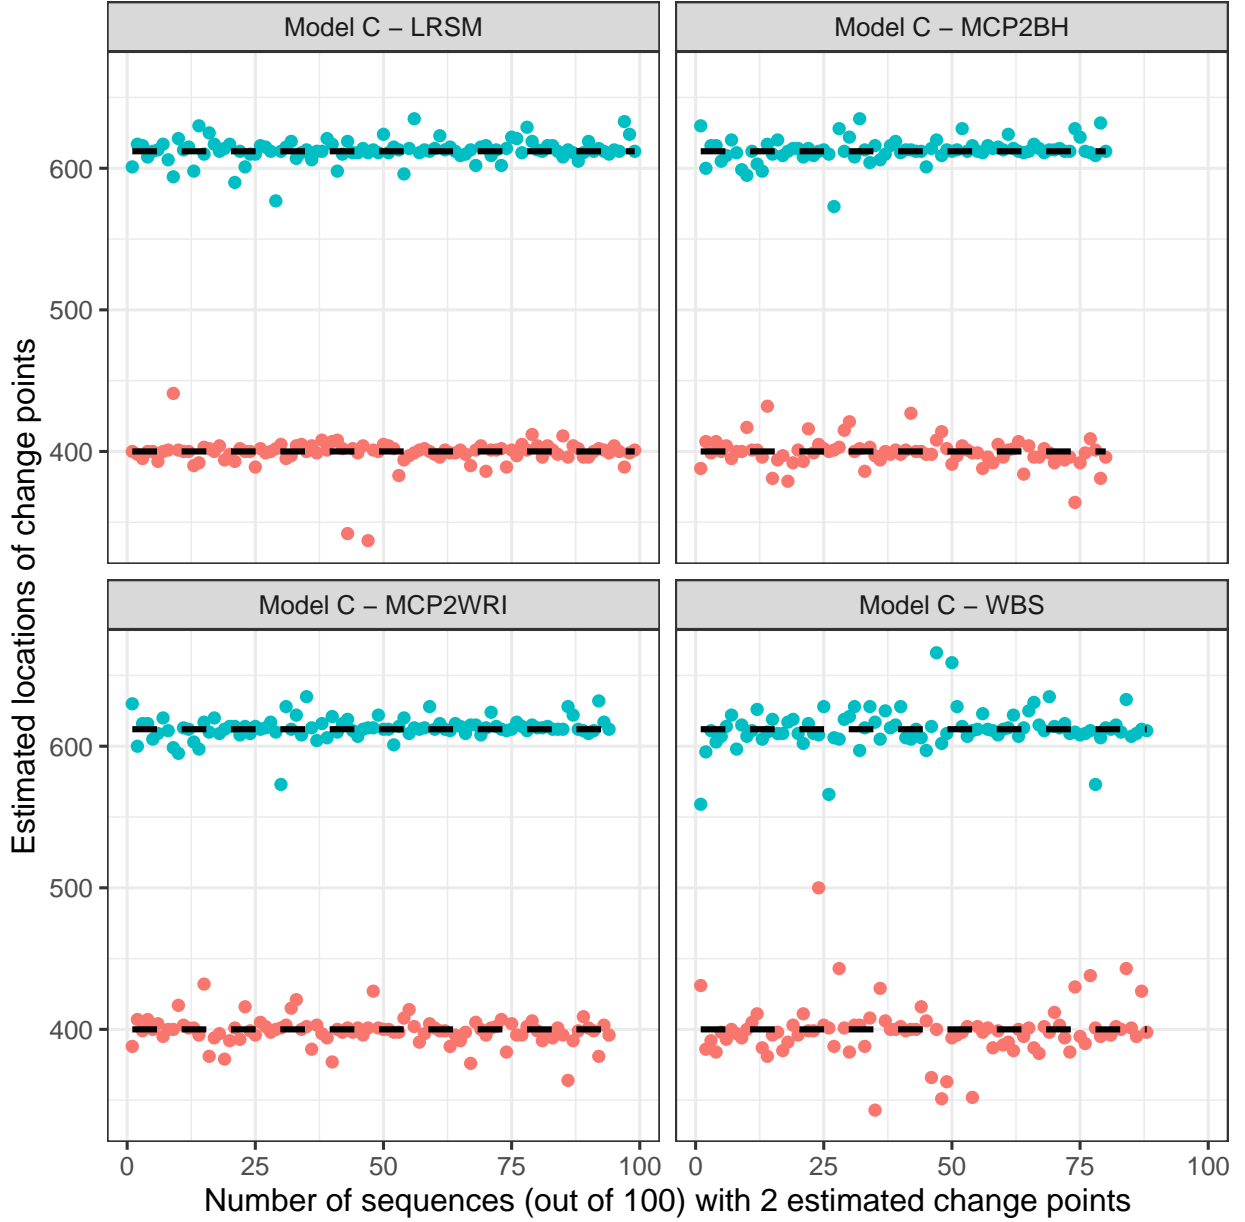 Model C − LRSM
Model C − MCP2BH
600
500
400
Model C − MCP2WRI
Model C − WBS
600
500
400
0
25
50
75
100
0
25
50
75
100
Estimated locations of change points
Number of sequences (out of 100) with 2 estimated change points